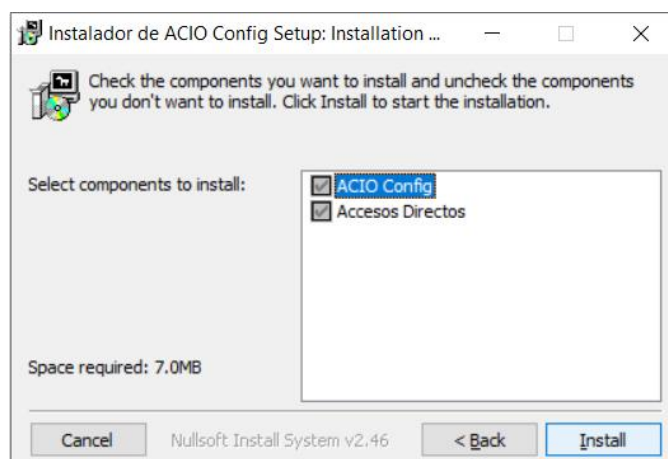 Instalador de ACIO Config Setup: Installation ...
Check the components you want to install and uncheck the components
you don't want to install. Click Install to start the installation.
Select components to install:
ACIO Config
Accesos Directos
Space required: 7.0MB
Cancel
Nullsoft Install System v2.46
< Back
Install